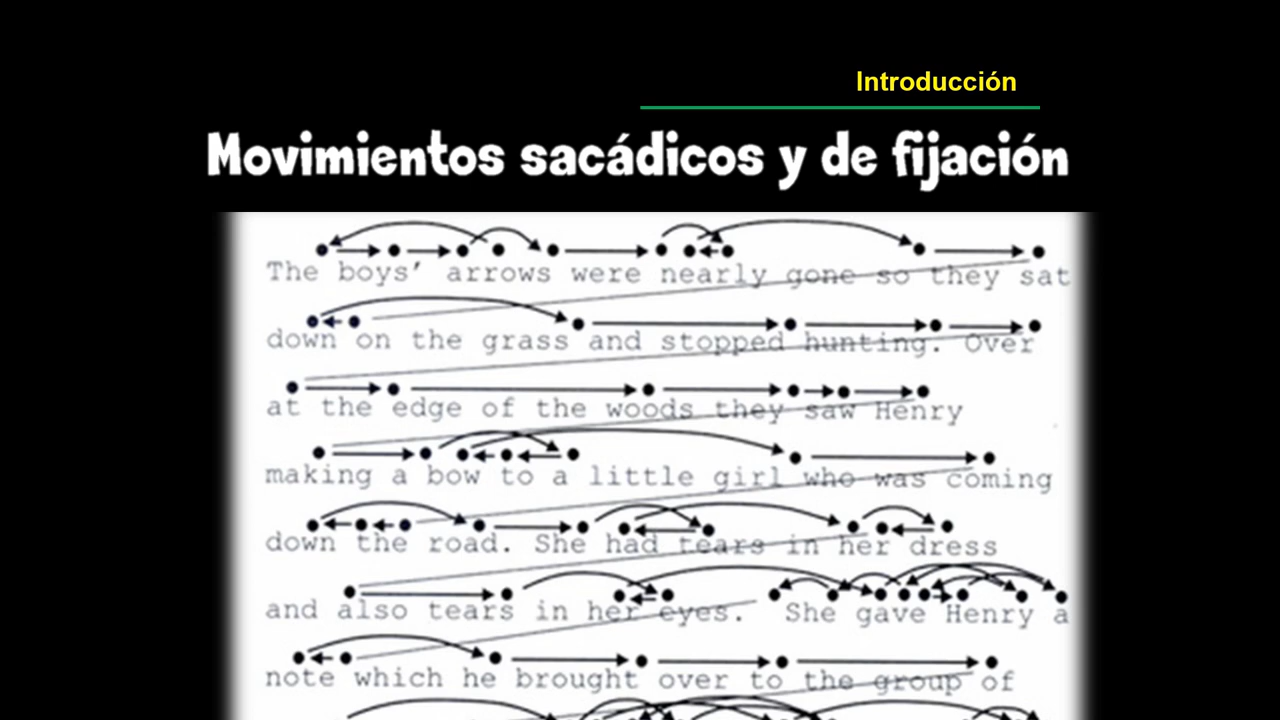 Introducción
Movimientos sacádicos y de fijación
The boys' arrows were nearly gone so they sat
down on the grass and stopped hunting. Over
at the edge of the woods they saw Henry
making a bow to a little girl who was coming
down the road. She had tears in her dress
and also tears in her eyes. She gave Henry a
note which he brought over to the group of